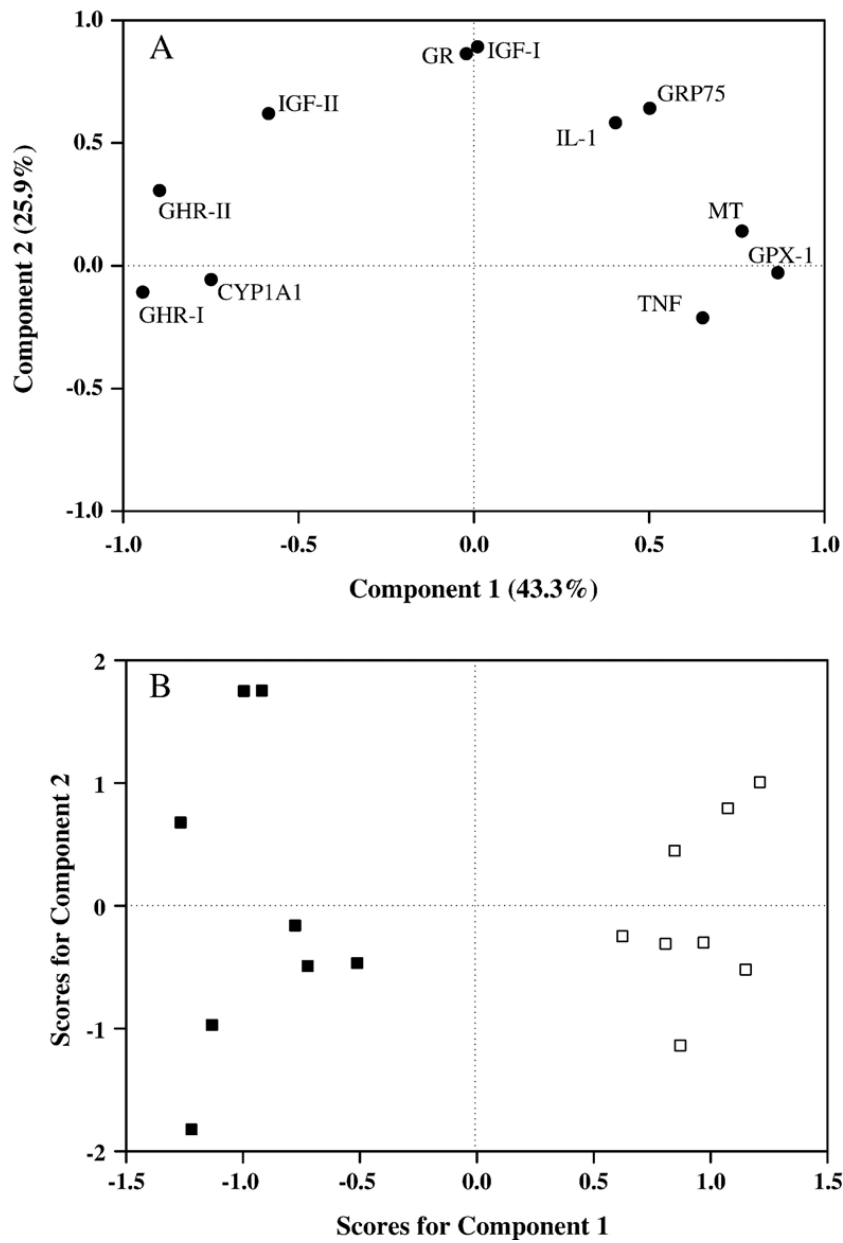 A
1.0
0.5
0.0
-0.5
-1.0
Component 2 (25.9%)
GR
IGF-I
IGF-II
GRP75
IL-1
GHR-II
MT
GPX-1
CYP1A1
GHR-I
TNF
-1.0 -0.5 0.0 0.5 1.0
Component 1 (43.3%)
B
2
1
0
-1
-2
Scores for Component 2
-1.5 -1.0 -0.5 0.0 0.5 1.0 1.5
Scores for Component 1